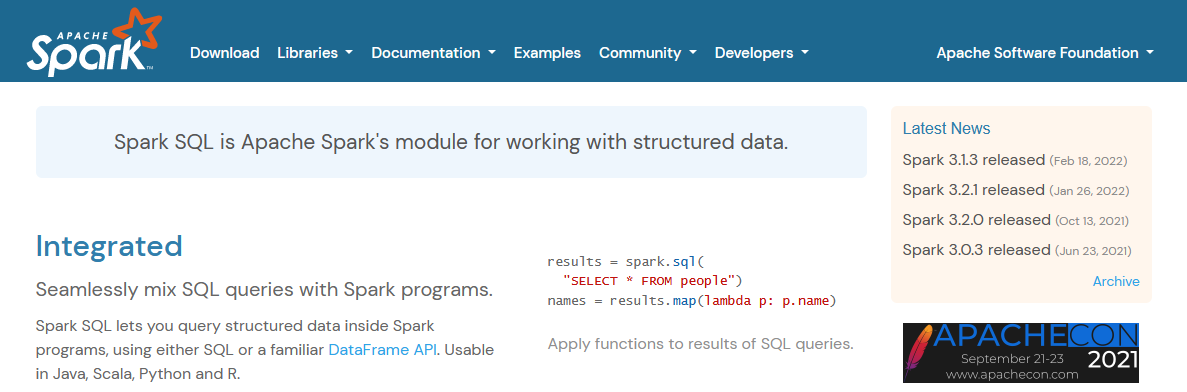 APACHE
Spark™
Download Libraries Documentation Examples Community Developers Apache Software Foundation
Spark SQL is Apache Spark's module for working with structured data.
Integrated
Seamlessly mix SQL queries with Spark programs.
Spark SQL lets you query structured data inside Spark
programs, using either SQL or a familiar DataFrame API. Usable
in Java, Scala, Python and R.
results = spark.sql(
  "SELECT * FROM people")
names = results.map(lambda p: p.name)
Apply functions to results of SQL queries.
Latest News
Spark 3.1.3 released (Feb 18, 2022)
Spark 3.2.1 released (Jan 26, 2022)
Spark 3.2.0 released (Oct 13, 2021)
Spark 3.0.3 released (Jun 23, 2021)
Archive
APACHECON
September 21-23 2021
www.apachecon.com